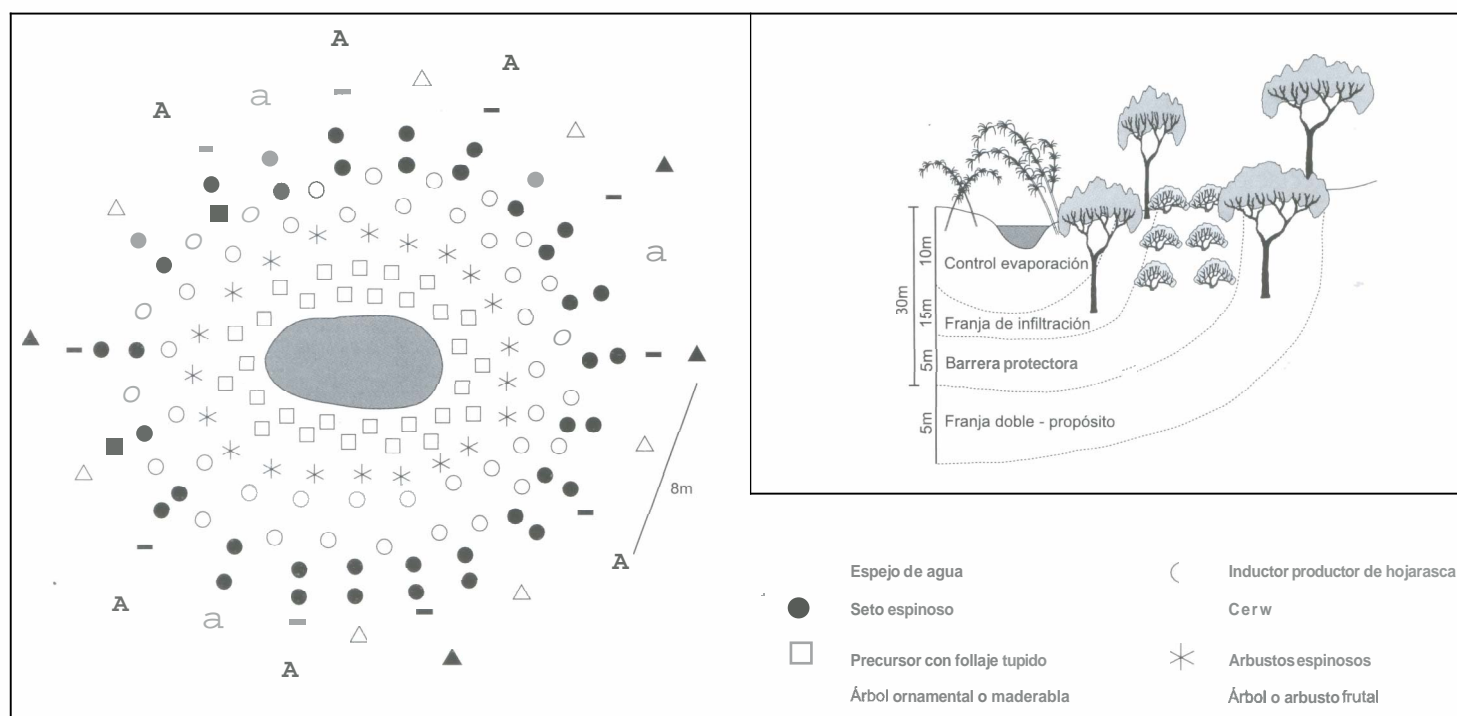 A
A
A
a
a
8m
A
A
a
A
30m
10m
15m
5m
5m
Control evaporación
Franja de infiltración
Barrera protectora
Franja doble - propósito
Espejo de agua
Inductor productor de hojarasca
Seto espinoso
Cerw
Precursor con follaje tupido
Arbustos espinosos
Árbol ornamental o maderabla
Árbol o arbusto frutal